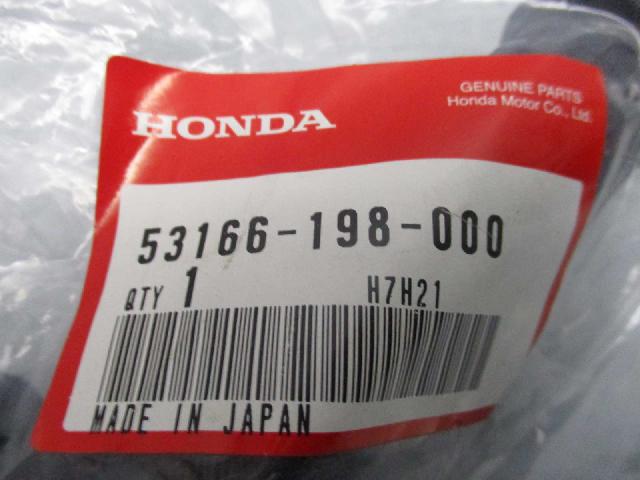 HONDA
GENUINE PARTS
Honda Motor Co., Ltd.
53166-198-000
QTY 1 H7H21
MADE IN JAPAN